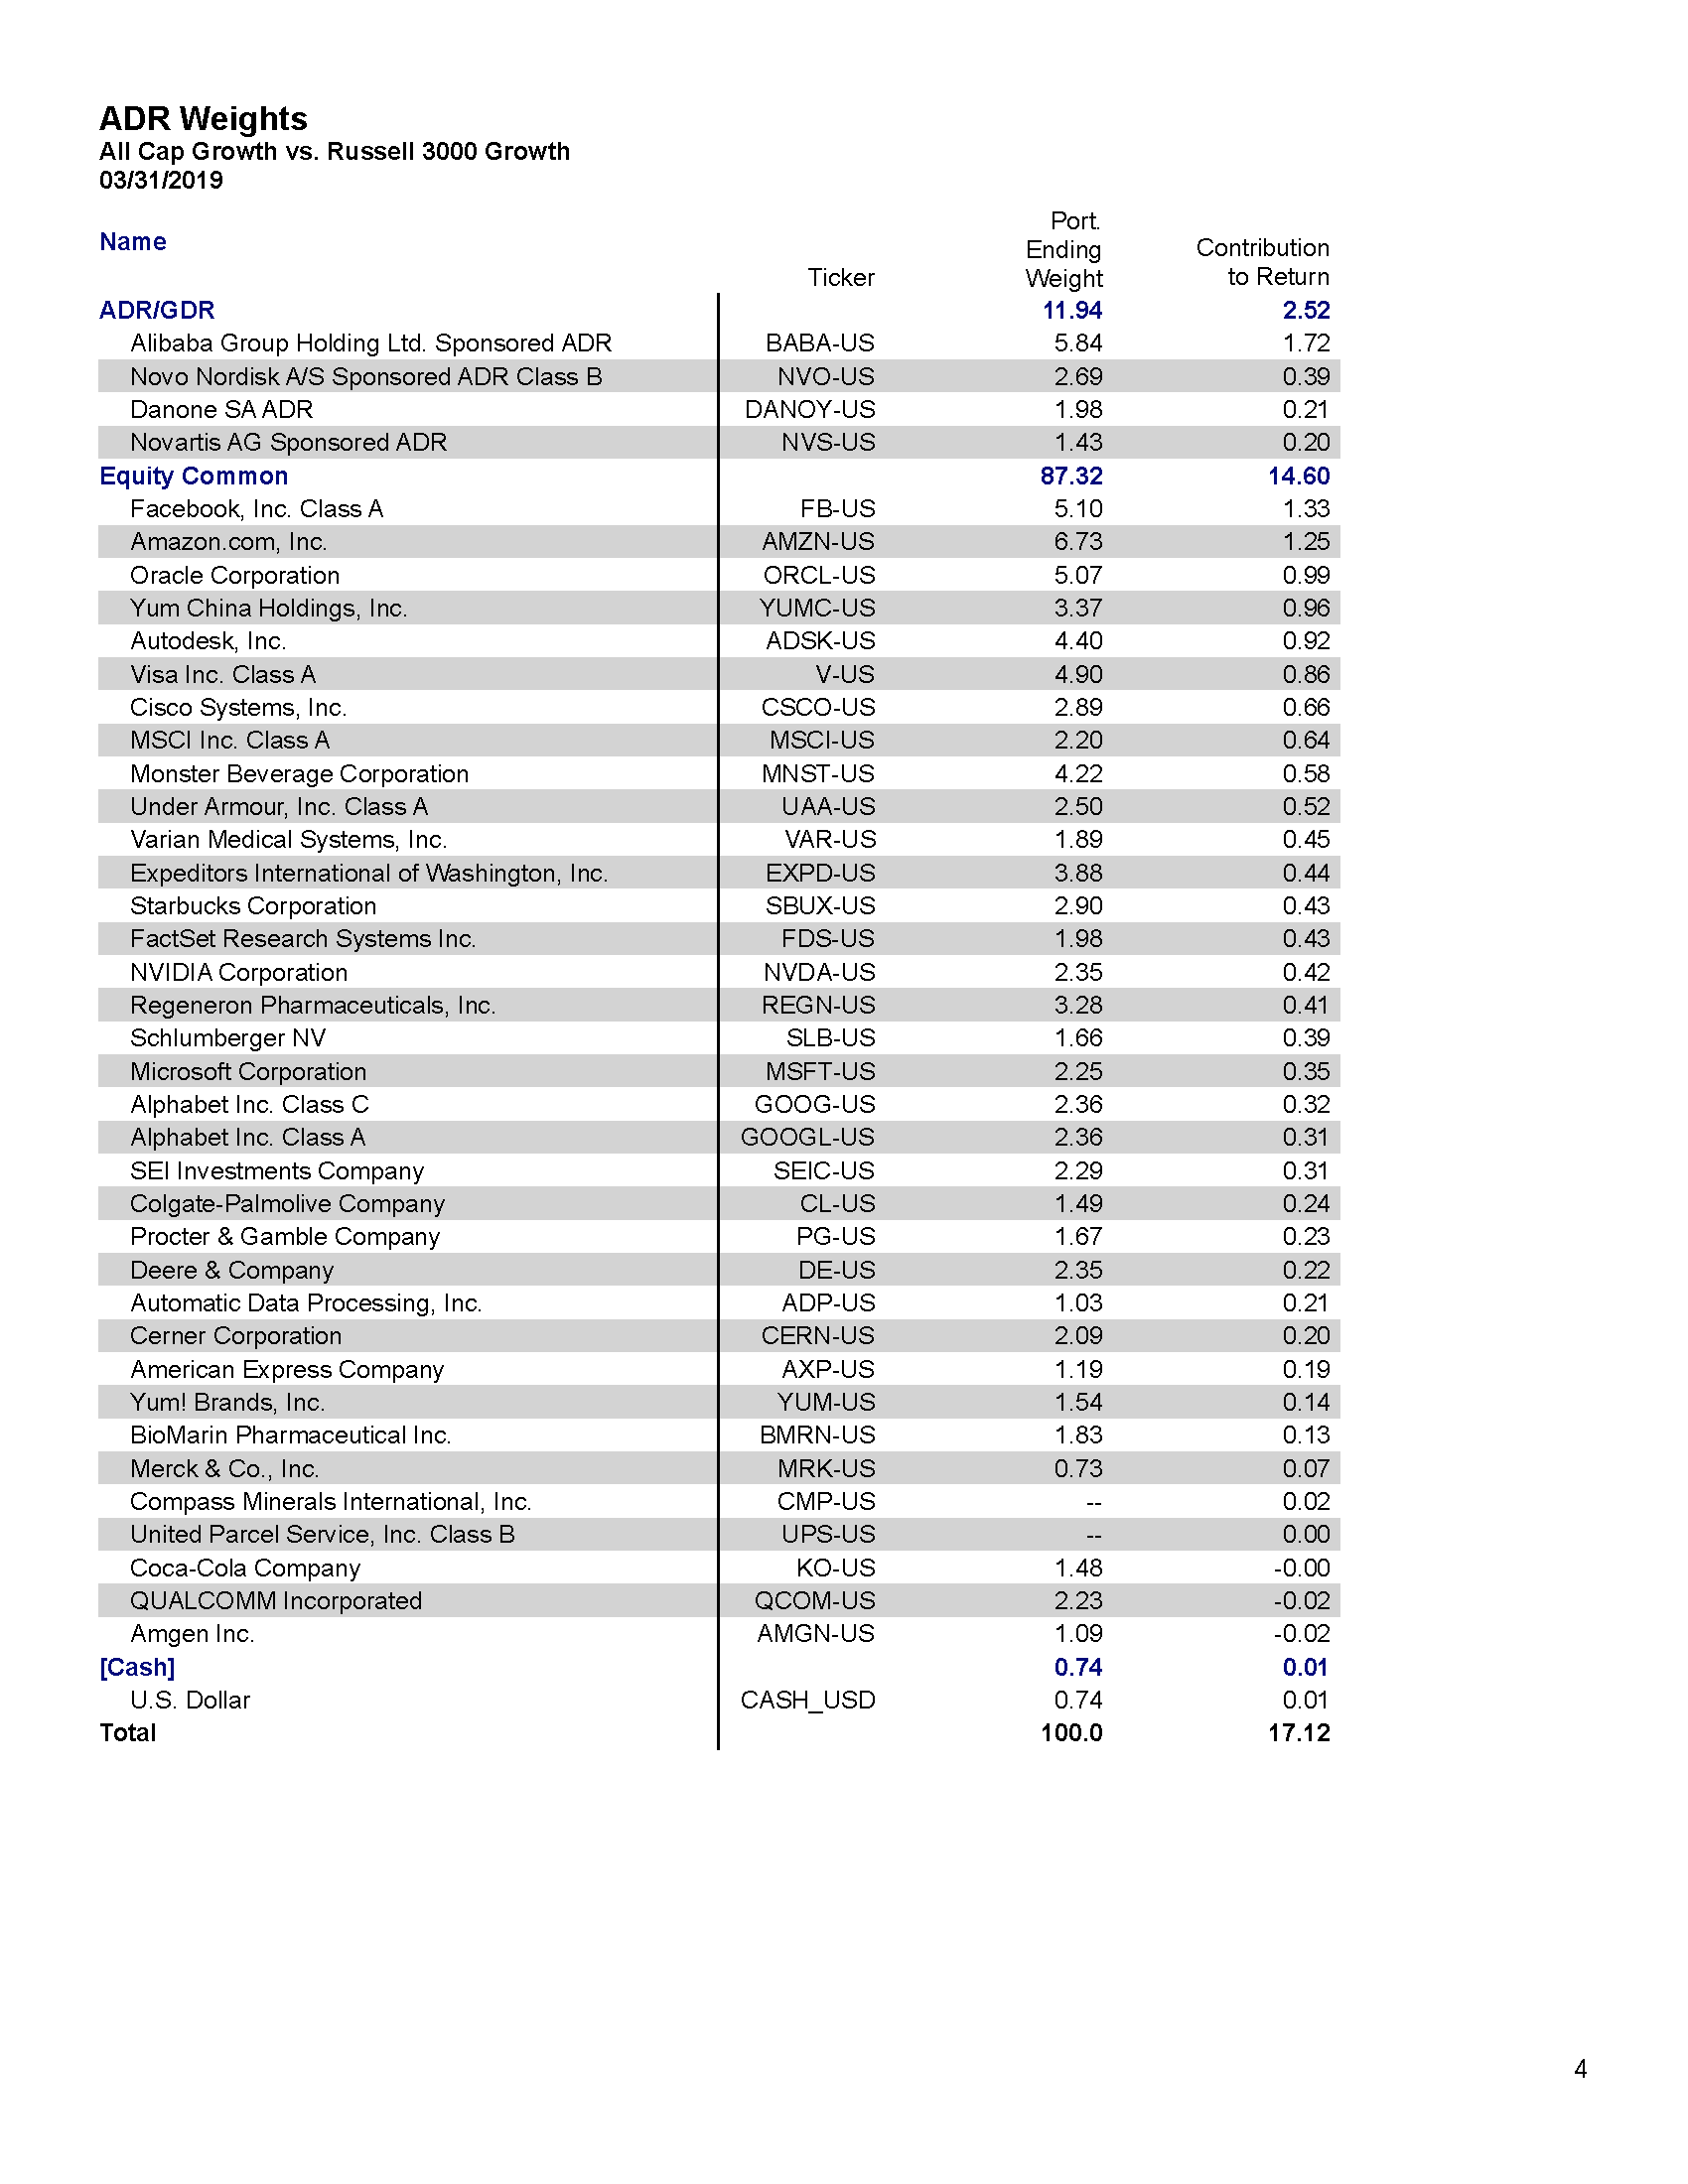 ADR Weights
All Cap Growth vs. Russell 3000 Growth
03/31/2019
Name Ticker Port. Ending Weight Contribution to Return
ADR/GDR 11.94 2.52
Alibaba Group Holding Ltd. Sponsored ADR BABA-US 5.84 1.72
Novo Nordisk A/S Sponsored ADR Class B NVO-US 2.69 0.39
Danone SA ADR DANOY-US 1.98 0.21
Novartis AG Sponsored ADR NVS-US 1.43 0.20
Equity Common 87.32 14.60
Facebook, Inc. Class A FB-US 5.10 1.33
Amazon.com, Inc. AMZN-US 6.73 1.25
Oracle Corporation ORCL-US 5.07 0.99
Yum China Holdings, Inc. YUMC-US 3.37 0.96
Autodesk, Inc. ADSK-US 4.40 0.92
Visa Inc. Class A V-US 4.90 0.86
Cisco Systems, Inc. CSCO-US 2.89 0.66
MSCI Inc. Class A MSCI-US 2.20 0.64
Monster Beverage Corporation MNST-US 4.22 0.58
Under Armour, Inc. Class A UAA-US 2.50 0.52
Varian Medical Systems, Inc. VAR-US 1.89 0.45
Expeditors International of Washington, Inc. EXPD-US 3.88 0.44
Starbucks Corporation SBUX-US 2.90 0.43
FactSet Research Systems Inc. FDS-US 1.98 0.43
NVIDIA Corporation NVDA-US 2.35 0.42
Regeneron Pharmaceuticals, Inc. REGN-US 3.28 0.41
Schlumberger NV SLB-US 1.66 0.39
Microsoft Corporation MSFT-US 2.25 0.35
Alphabet Inc. Class C GOOG-US 2.36 0.32
Alphabet Inc. Class A GOOGL-US 2.36 0.31
SEI Investments Company SEIC-US 2.29 0.31
Colgate-Palmolive Company CL-US 1.49 0.24
Procter & Gamble Company PG-US 1.67 0.23
Deere & Company DE-US 2.35 0.22
Automatic Data Processing, Inc. ADP-US 1.03 0.21
Cerner Corporation CERN-US 2.09 0.20
American Express Company AXP-US 1.19 0.19
Yum! Brands, Inc. YUM-US 1.54 0.14
BioMarin Pharmaceutical Inc. BMRN-US 1.83 0.13
Merck & Co., Inc. MRK-US 0.73 0.07
Compass Minerals International, Inc. CMP-US -- 0.02
United Parcel Service, Inc. Class B UPS-US -- 0.00
Coca-Cola Company KO-US 1.48 -0.00
QUALCOMM Incorporated QCOM-US 2.23 -0.02
Amgen Inc. AMGN-US 1.09 -0.02
[Cash] 0.74 0.01
U.S. Dollar CASH_USD 0.74 0.01
Total 100.0 17.12
4